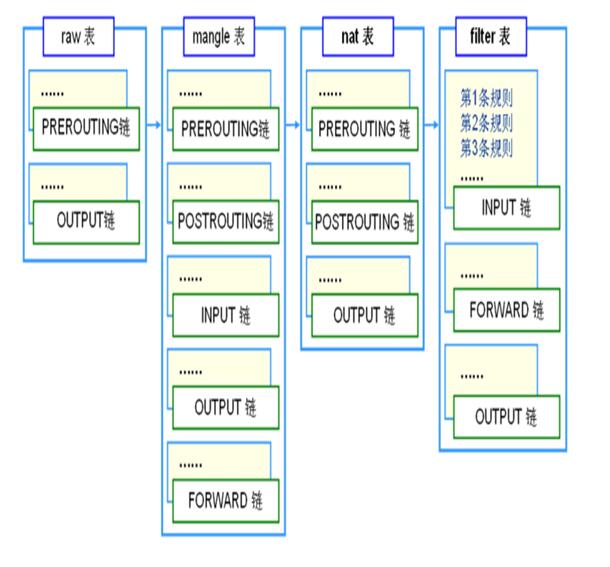 raw 表
......
PREROUTING链
......
OUTPUT链
mangle 表
......
PREROUTING链
......
POSTROUTING链
......
INPUT 链
......
OUTPUT 链
......
FORWARD 链
nat 表
......
PREROUTING 链
......
POSTROUTING 链
......
OUTPUT 链
filter 表
第1条规则
第2条规则
第3条规则
......
INPUT 链
......
FORWARD 链
......
OUTPUT 链